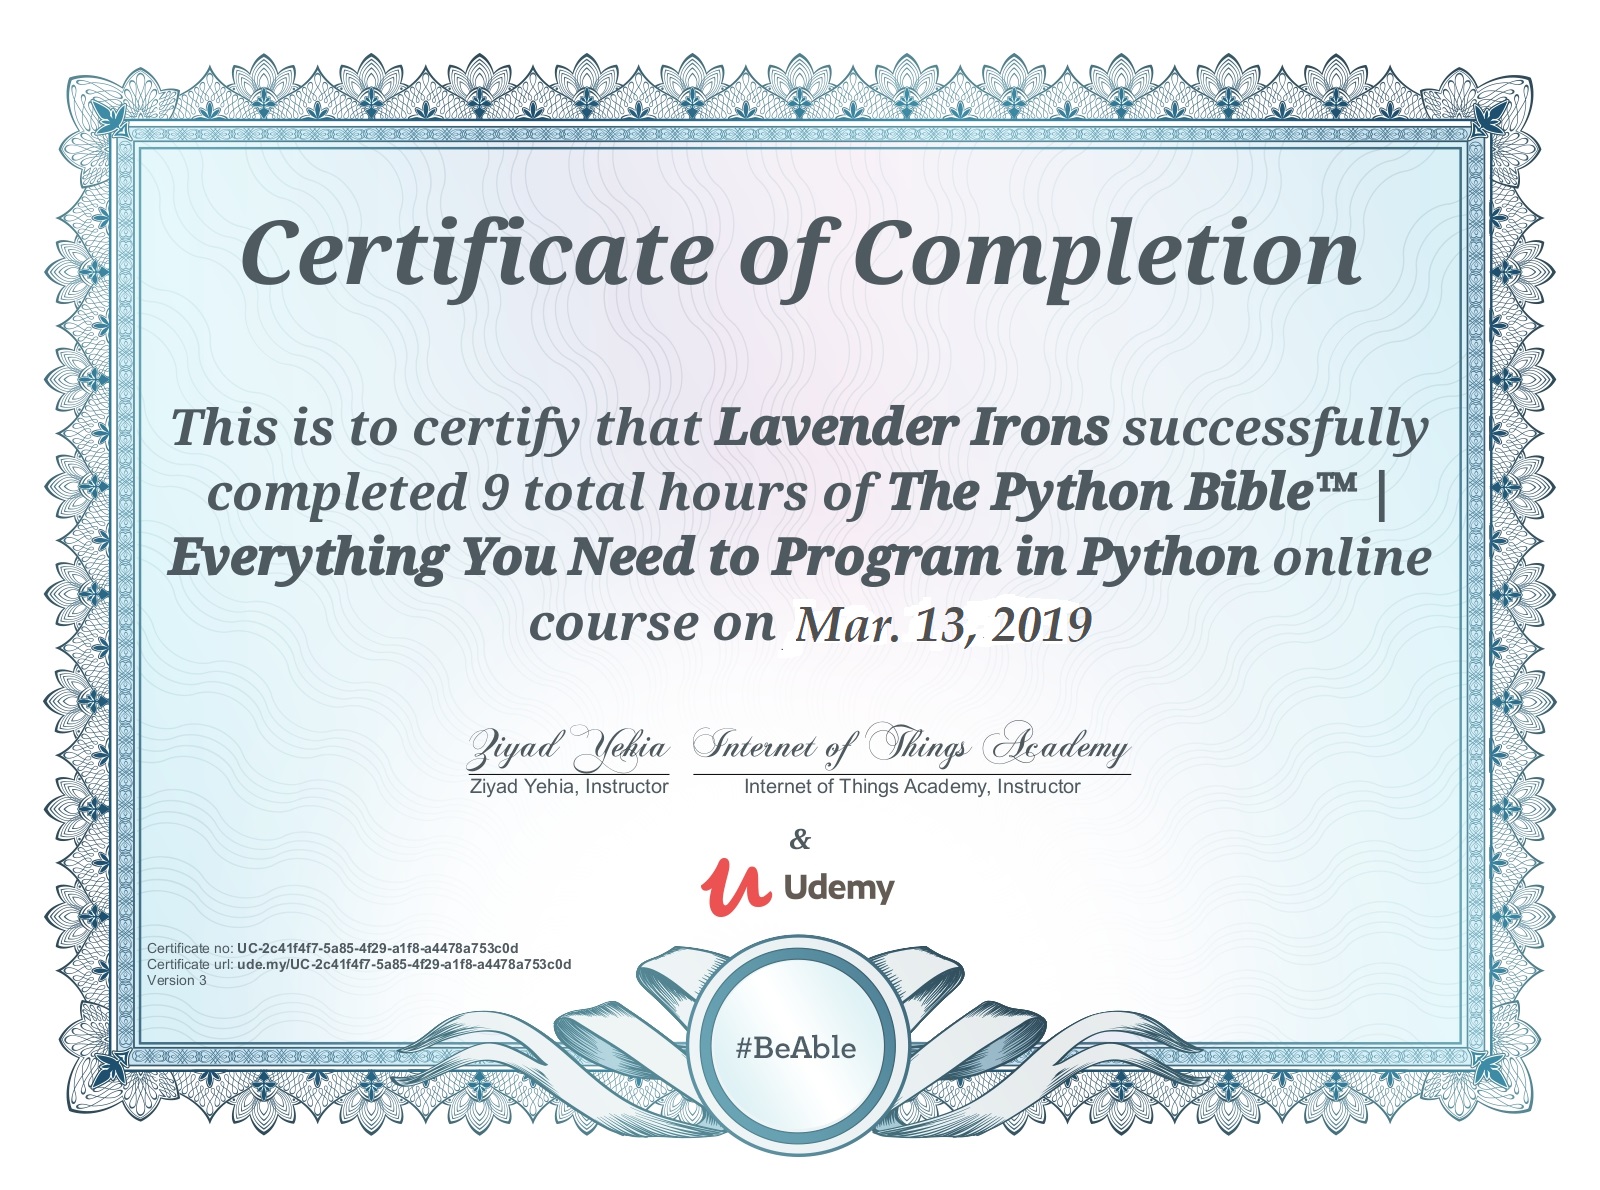 Certificate of Completion
This is to certify that Lavender Irons successfully
completed 9 total hours of The Python Bible™ |
Everything You Need to Program in Python online
course on Mar. 13, 2019
Ziyad Yehia Internet of Things Academy
Ziyad Yehia, Instructor Internet of Things Academy, Instructor
&
Udemy
Certificate no: UC-2c41f4f7-5a85-4f29-a1f8-a4478a753c0d
Certificate url: ude.my/UC-2c41f4f7-5a85-4f29-a1f8-a4478a753c0d
Version 3
#BeAble